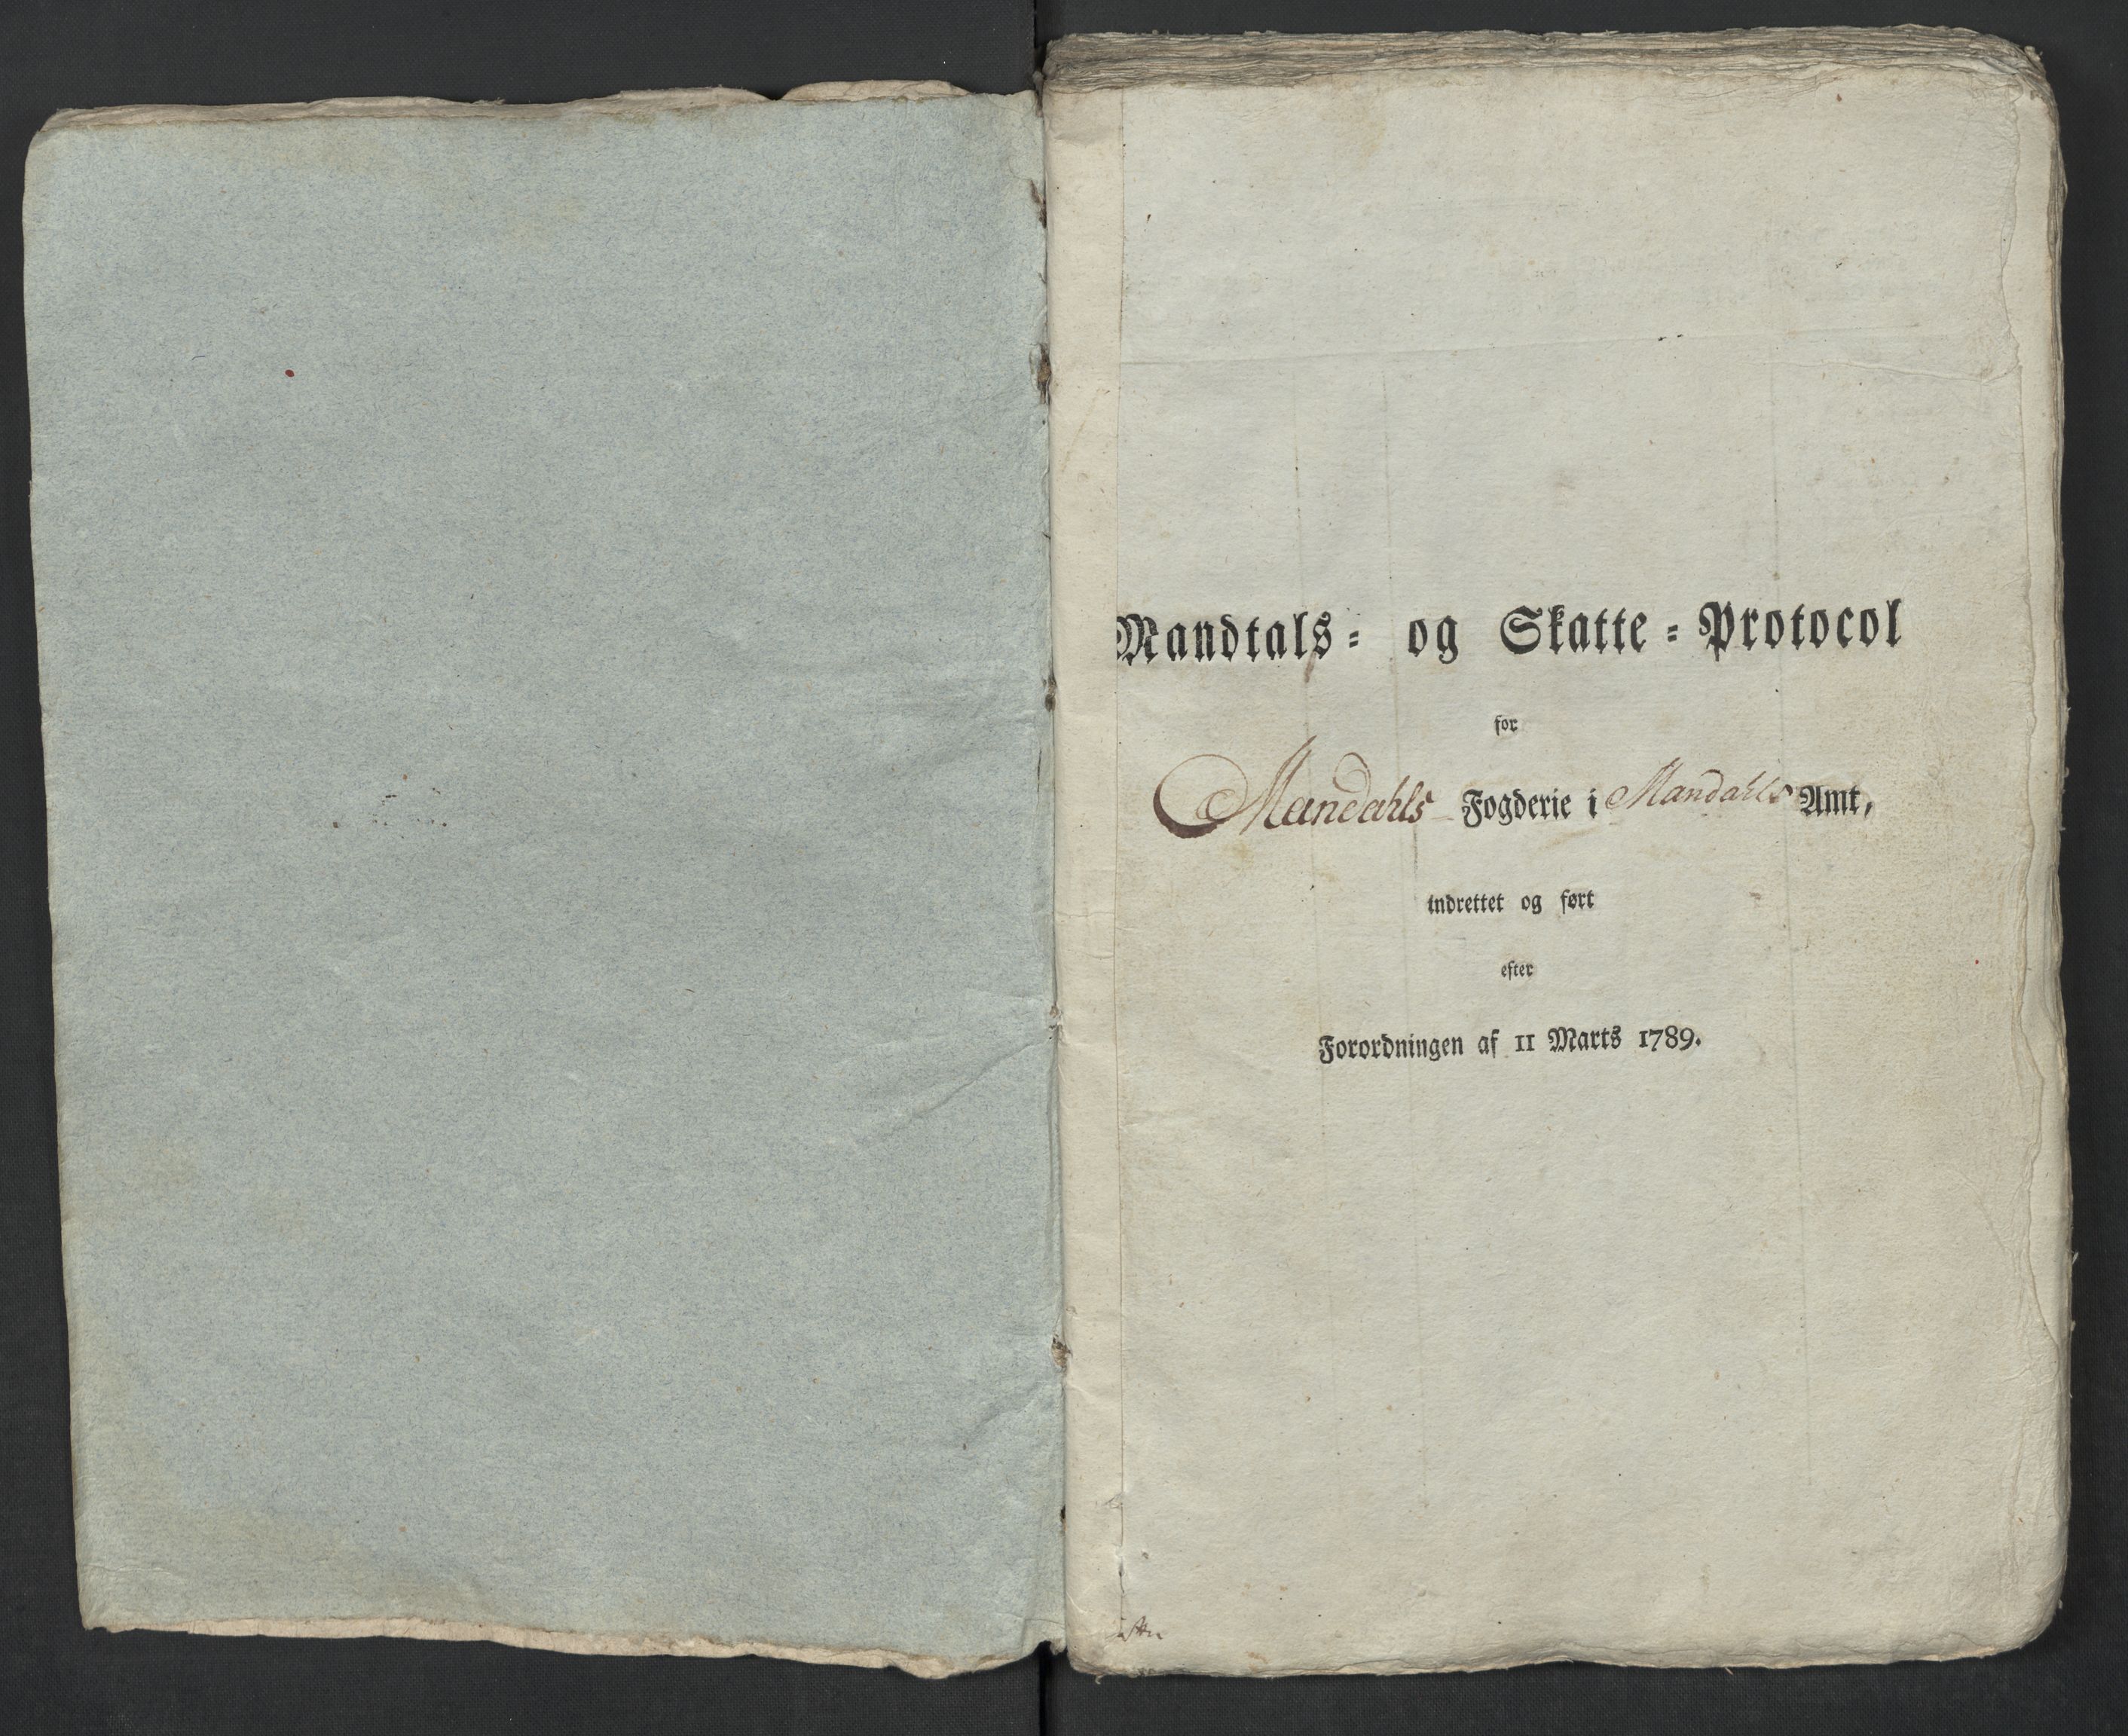 Mandtals- og Skatte-Protocol
for
Mandahls Fogderie i Mandahls Amt,
indrettet og ført
efter
Forordningen af 11 Marts 1789.